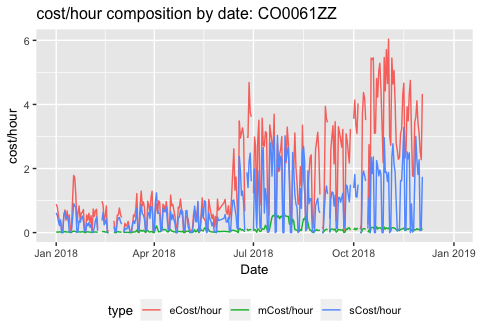 cost/hour composition by date: CO0061ZZ
cost/hour
6
4
2
0
Jan 2018
Apr 2018
Jul 2018
Oct 2018
Jan 2019
Date
type
eCost/hour
mCost/hour
sCost/hour